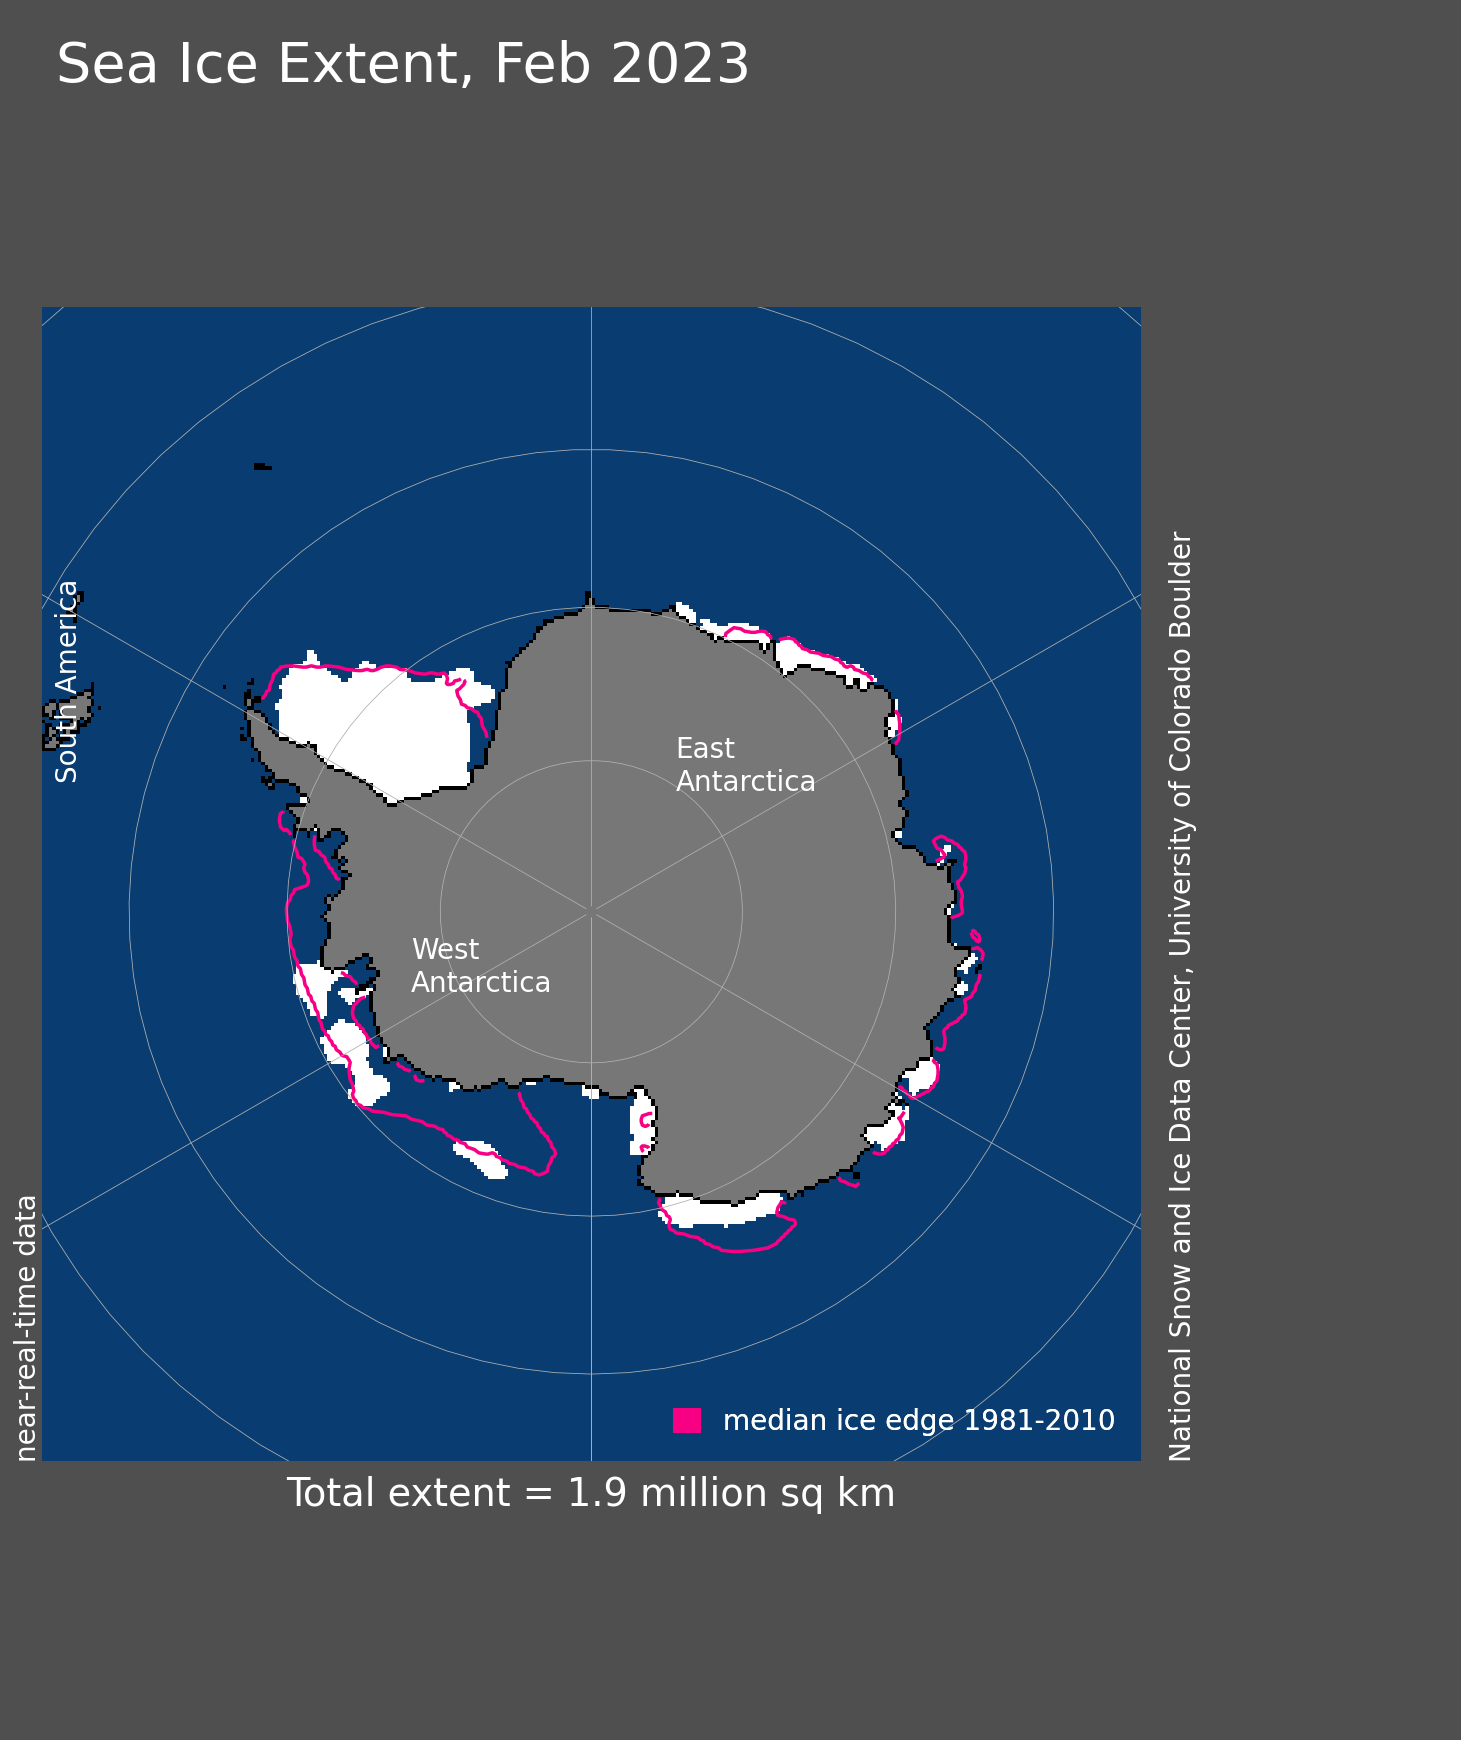 Sea Ice Extent, Feb 2023
South America
East
Antarctica
West
Antarctica
near-real-time data
National Snow and Ice Data Center, University of Colorado Boulder
median ice edge 1981-2010
Total extent = 1.9 million sq km